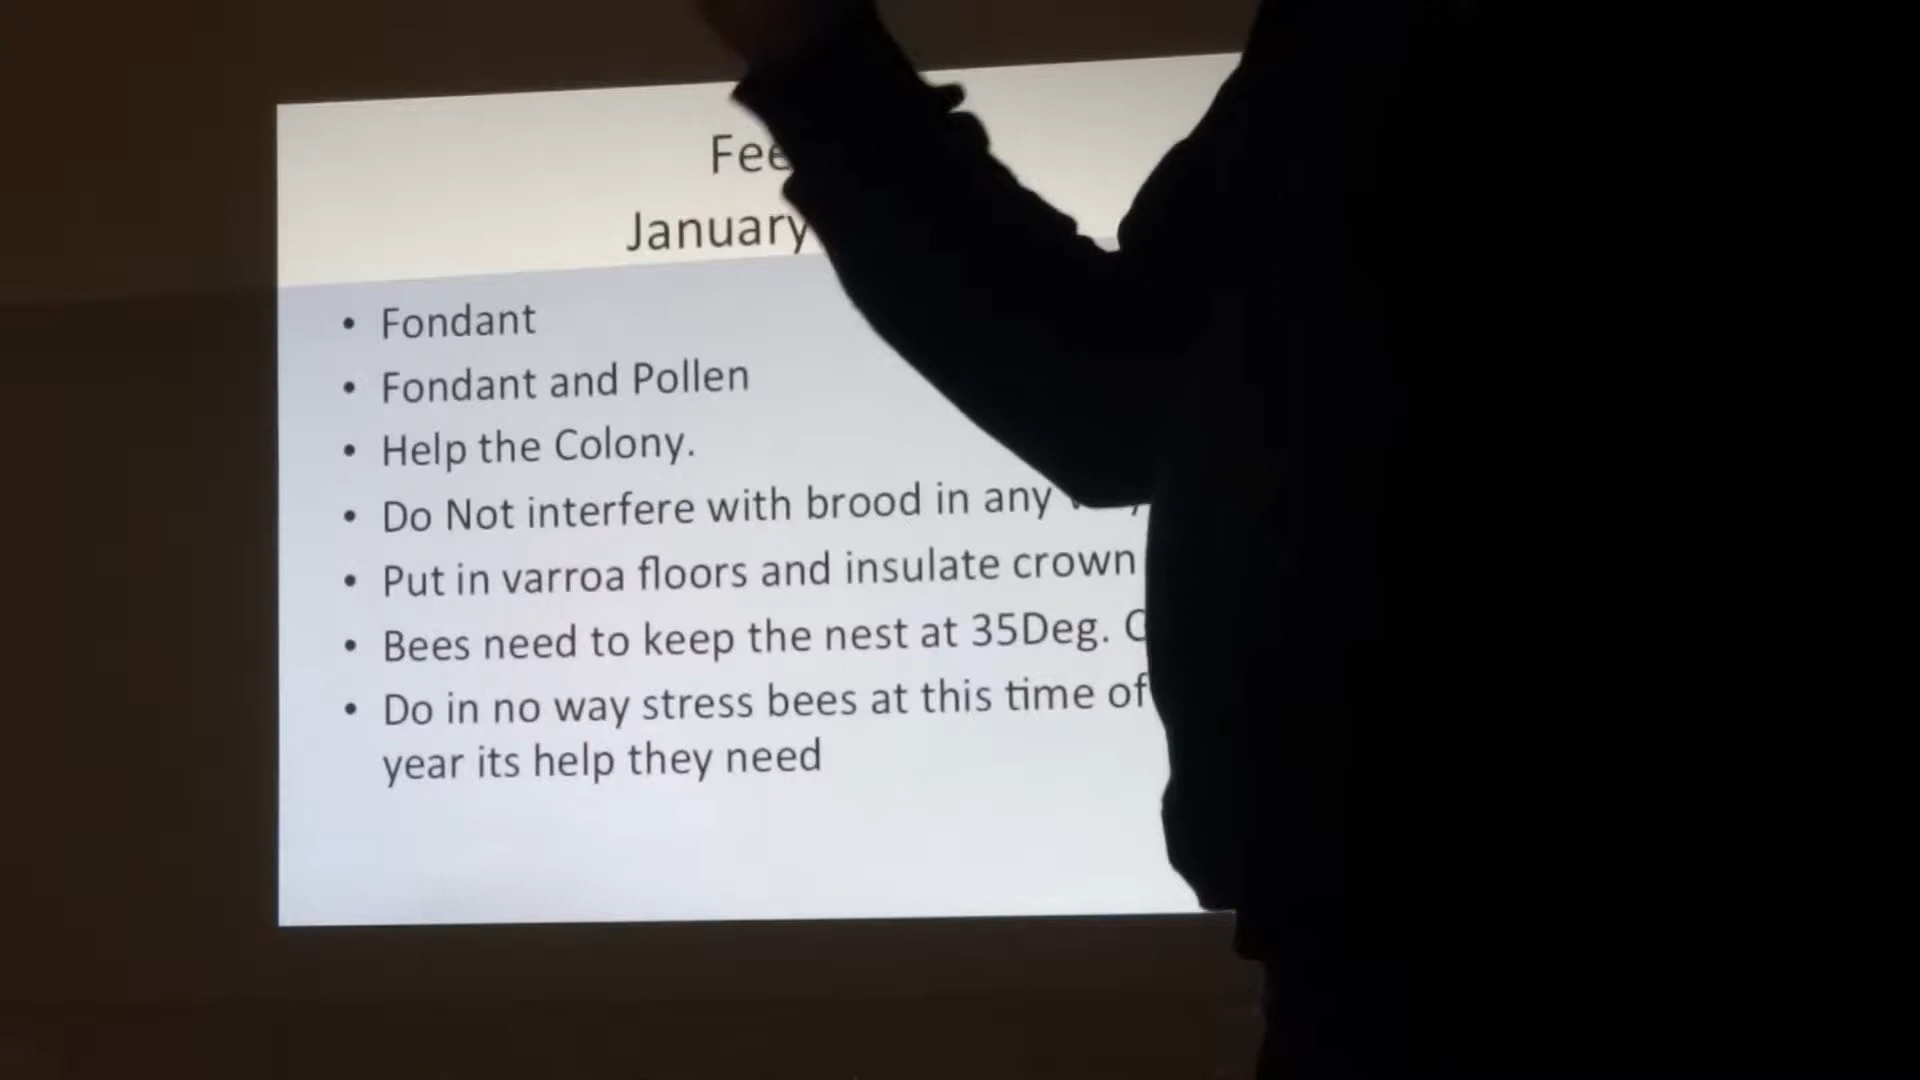 January
• Fondant
• Fondant and Pollen
• Help the Colony.
• Do Not interfere with brood in any
• Put in varroa floors and insulate crown
• Bees need to keep the nest at 35Deg. C
• Do in no way stress bees at this time of
year its help they need